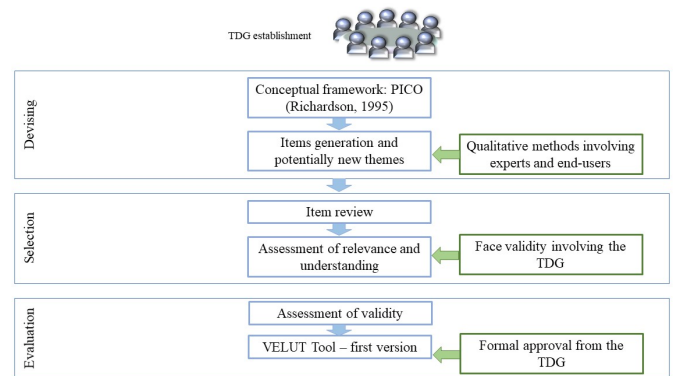 TDG establishment
Devising
Conceptual framework: PICO
(Richardson, 1995)
Items generation and
potentially new themes
Qualitative methods involving
experts and end-users
Selection
Item review
Assessment of relevance and
understanding
Face validity involving the
TDG
Evaluation
Assessment of validity
VELUT Tool – first version
Formal approval from the
TDG